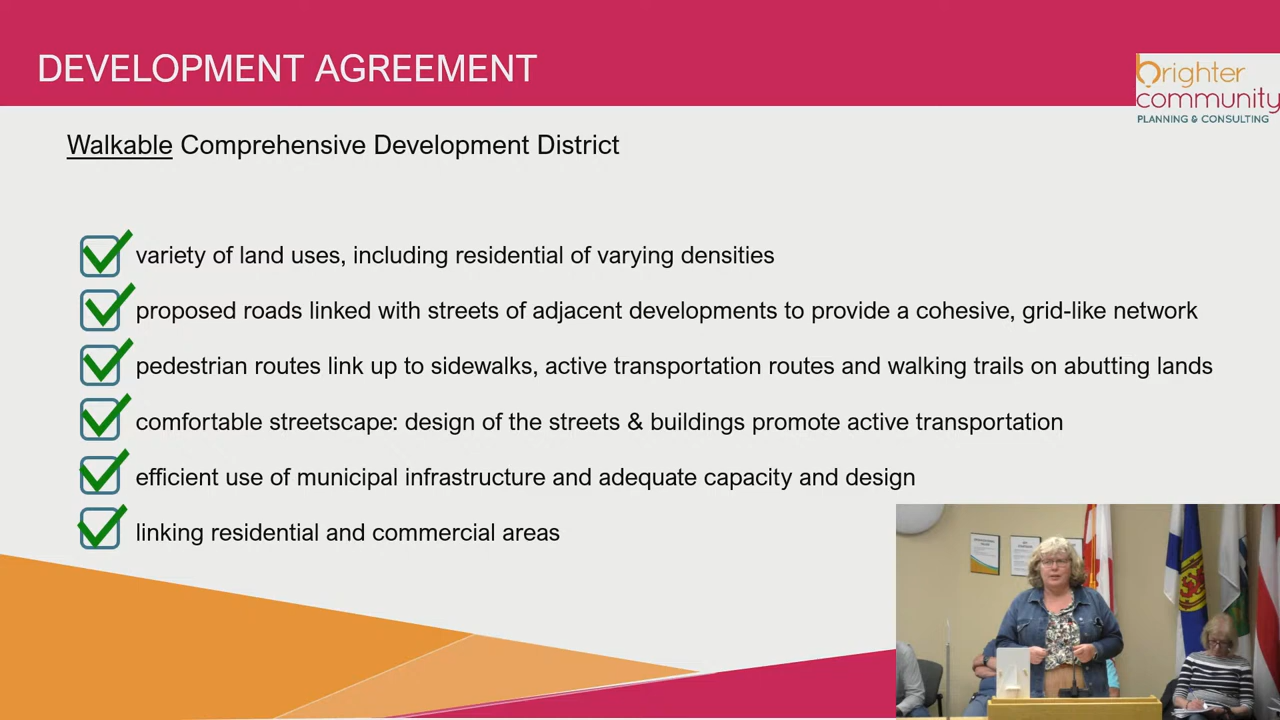 DEVELOPMENT AGREEMENT
brighter
community
PLANNING & CONSULTING
Walkable Comprehensive Development District
variety of land uses, including residential of varying densities
proposed roads linked with streets of adjacent developments to provide a cohesive, grid-like network
pedestrian routes link up to sidewalks, active transportation routes and walking trails on abutting lands
comfortable streetscape: design of the streets & buildings promote active transportation
efficient use of municipal infrastructure and adequate capacity and design
linking residential and commercial areas